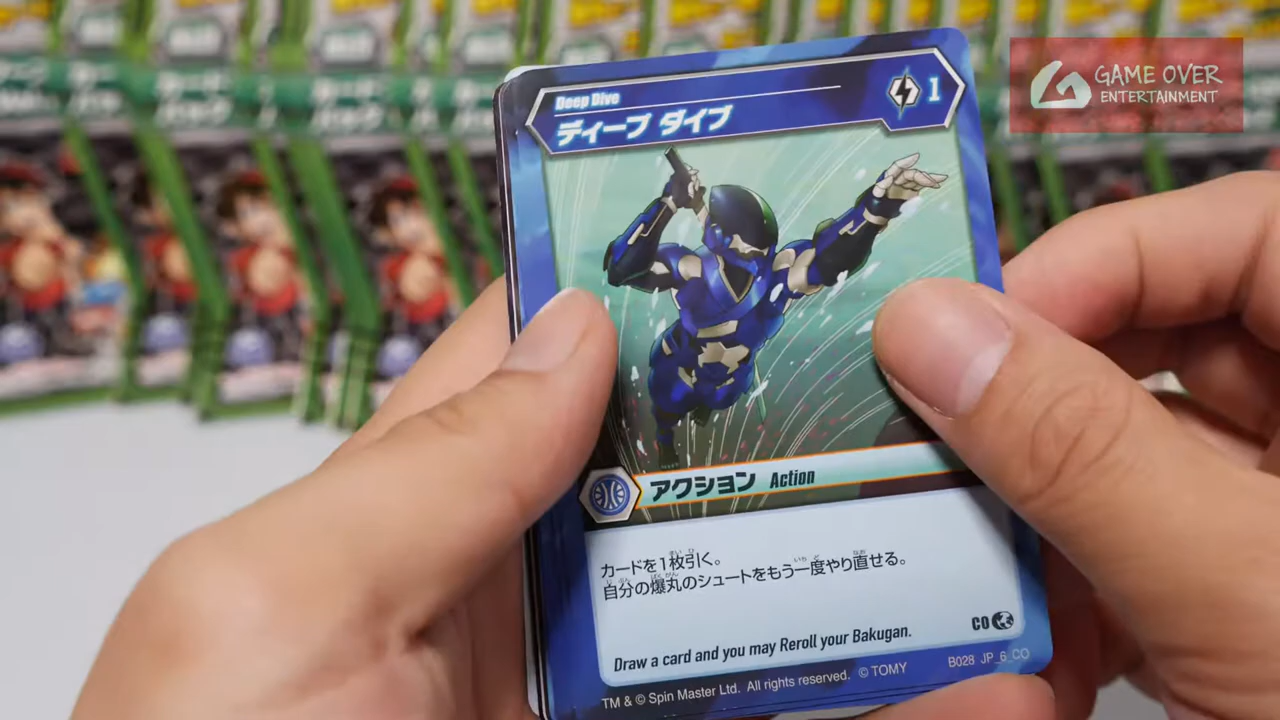 GAME OVER
ENTERTAINMENT
Deep Dive
ディープ ダイブ
1
アクション Action
カードを1枚引く。
自分の爆丸のシュートをもう一度やり直せる。
Draw a card and you may Reroll your Bakugan.
CO
TM & © Spin Master Ltd. All rights reserved. © TOMY
B028 JP_6_CO